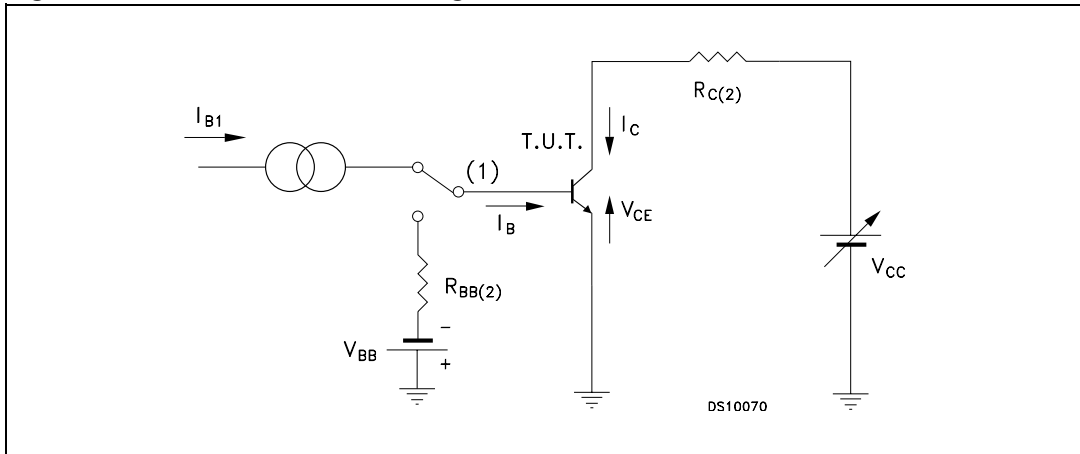 R_C(2)
I_B1
I_C
T.U.T.
(1)
V_CE
I_B
V_CC
R_BB(2)
-
V_BB
+
DS10070